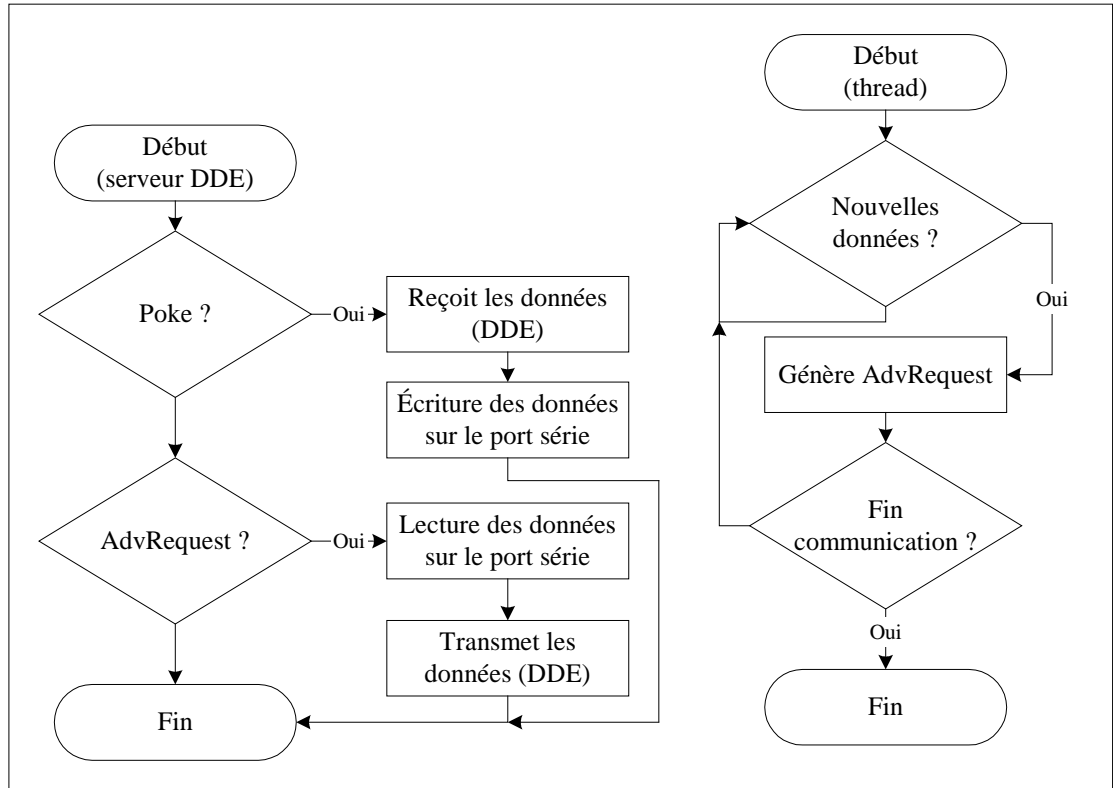 Début
(serveur DDE)
Poke ?
Oui
Reçoit les données
(DDE)
Écriture des données
sur le port série
AdvRequest ?
Oui
Lecture des données
sur le port série
Transmet les
données (DDE)
Fin
Début
(thread)
Nouvelles
données ?
Oui
Génère AdvRequest
Fin
communication ?
Oui
Fin